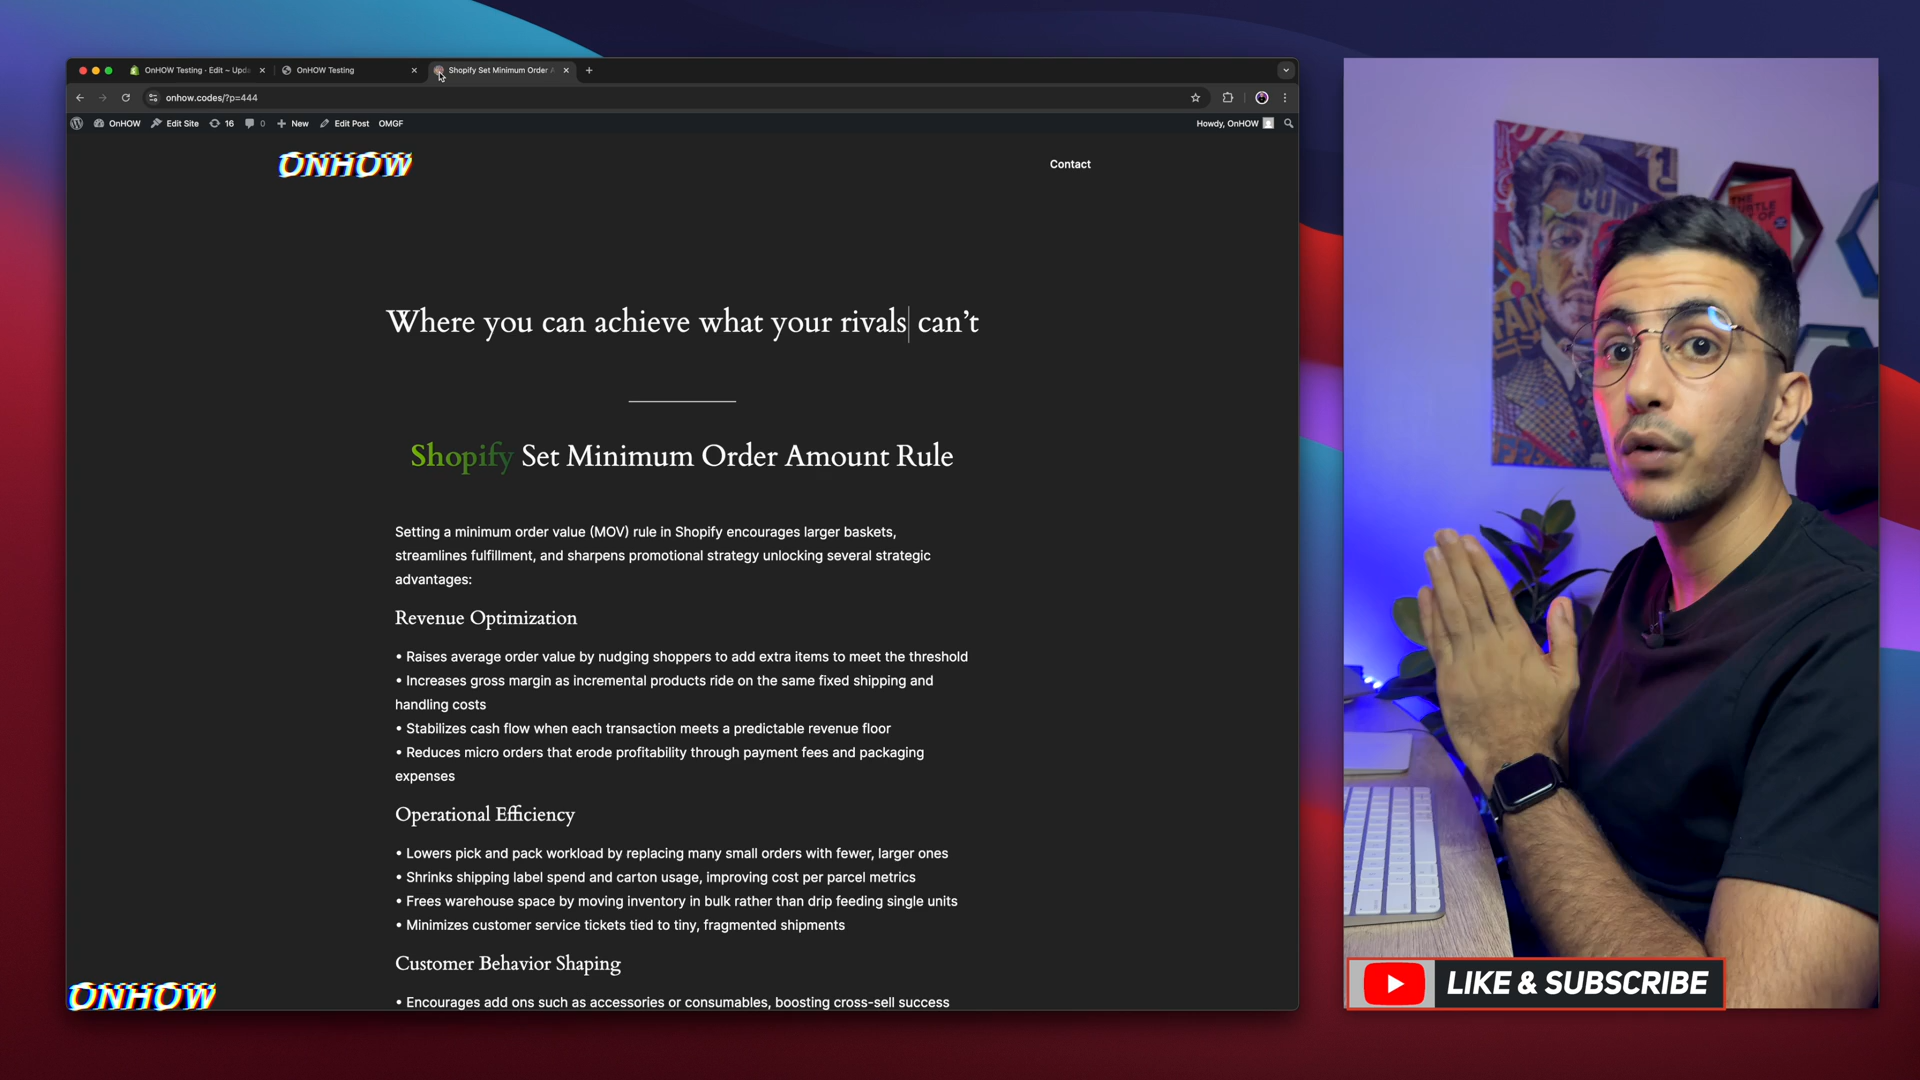 OnHOW Testing · Edit ~ Upda
OnHOW Testing
Shopify Set Minimum Order A
onhow.codes/?p=444
OnHOW
Edit Site
16
0
New
Edit Post
OMGF
Howdy, OnHOW
ONHOW
Contact
Where you can achieve what your rivals can’t
Shopify Set Minimum Order Amount Rule
Setting a minimum order value (MOV) rule in Shopify encourages larger baskets,
streamlines fulfillment, and sharpens promotional strategy unlocking several strategic
advantages:
Revenue Optimization
• Raises average order value by nudging shoppers to add extra items to meet the threshold
• Increases gross margin as incremental products ride on the same fixed shipping and
handling costs
• Stabilizes cash flow when each transaction meets a predictable revenue floor
• Reduces micro orders that erode profitability through payment fees and packaging
expenses
Operational Efficiency
• Lowers pick and pack workload by replacing many small orders with fewer, larger ones
• Shrinks shipping label spend and carton usage, improving cost per parcel metrics
• Frees warehouse space by moving inventory in bulk rather than drip feeding single units
• Minimizes customer service tickets tied to tiny, fragmented shipments
Customer Behavior Shaping
• Encourages add ons such as accessories or consumables, boosting cross-sell success
ONHOW
THE
OF
FAN
LIKE & SUBSCRIBE